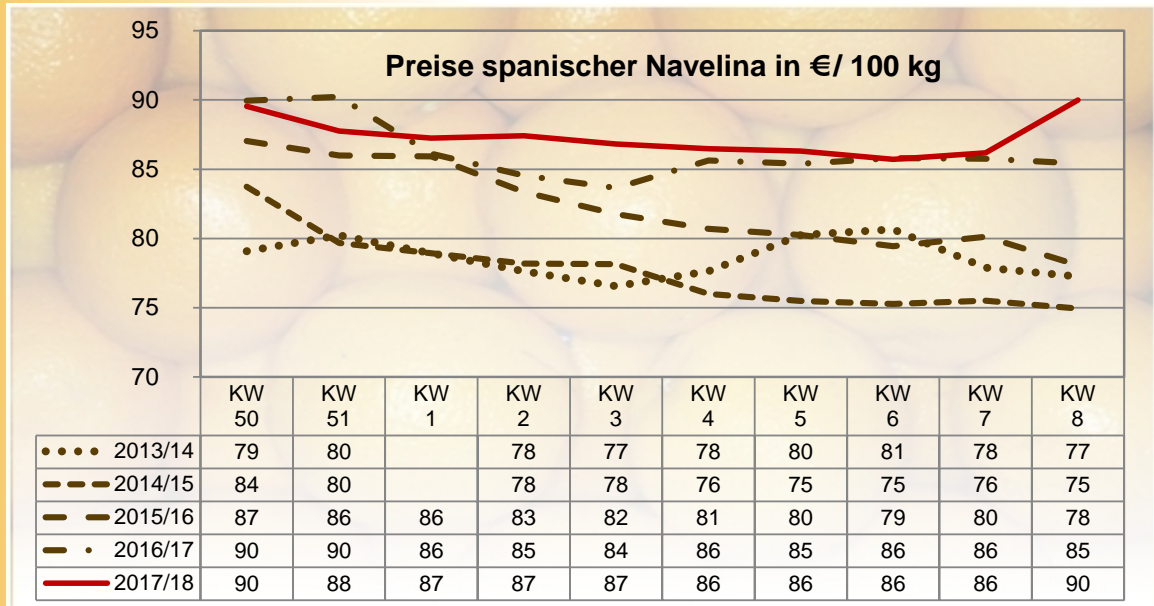 95
Preise spanischer Navelina in €/ 100 kg
90
85
80
75
70
KW KW KW KW KW KW KW KW KW KW
50 51 1 2 3 4 5 6 7 8
2013/14 79 80 78 77 78 80 81 78 77
2014/15 84 80 78 78 76 75 75 76 75
2015/16 87 86 86 83 82 81 80 79 80 78
2016/17 90 90 86 85 84 86 85 86 86 85
2017/18 90 88 87 87 87 86 86 86 86 90